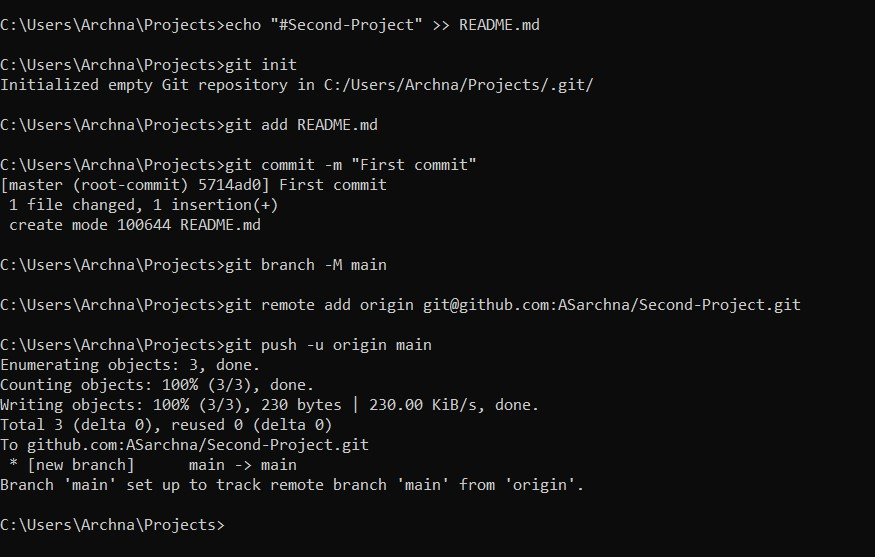 C:\Users\Archna\Projects>echo "#Second-Project" >> README.md
C:\Users\Archna\Projects>git init
Initialized empty Git repository in C:/Users/Archna/Projects/.git/
C:\Users\Archna\Projects>git add README.md
C:\Users\Archna\Projects>git commit -m "First commit"
[master (root-commit) 5714ad0] First commit
 1 file changed, 1 insertion(+)
 create mode 100644 README.md
C:\Users\Archna\Projects>git branch -M main
C:\Users\Archna\Projects>git remote add origin git@github.com:ASarchna/Second-Project.git
C:\Users\Archna\Projects>git push -u origin main
Enumerating objects: 3, done.
Counting objects: 100% (3/3), done.
Writing objects: 100% (3/3), 230 bytes | 230.00 KiB/s, done.
Total 3 (delta 0), reused 0 (delta 0)
To github.com:ASarchna/Second-Project.git
 * [new branch]      main -> main
Branch 'main' set up to track remote branch 'main' from 'origin'.
C:\Users\Archna\Projects>